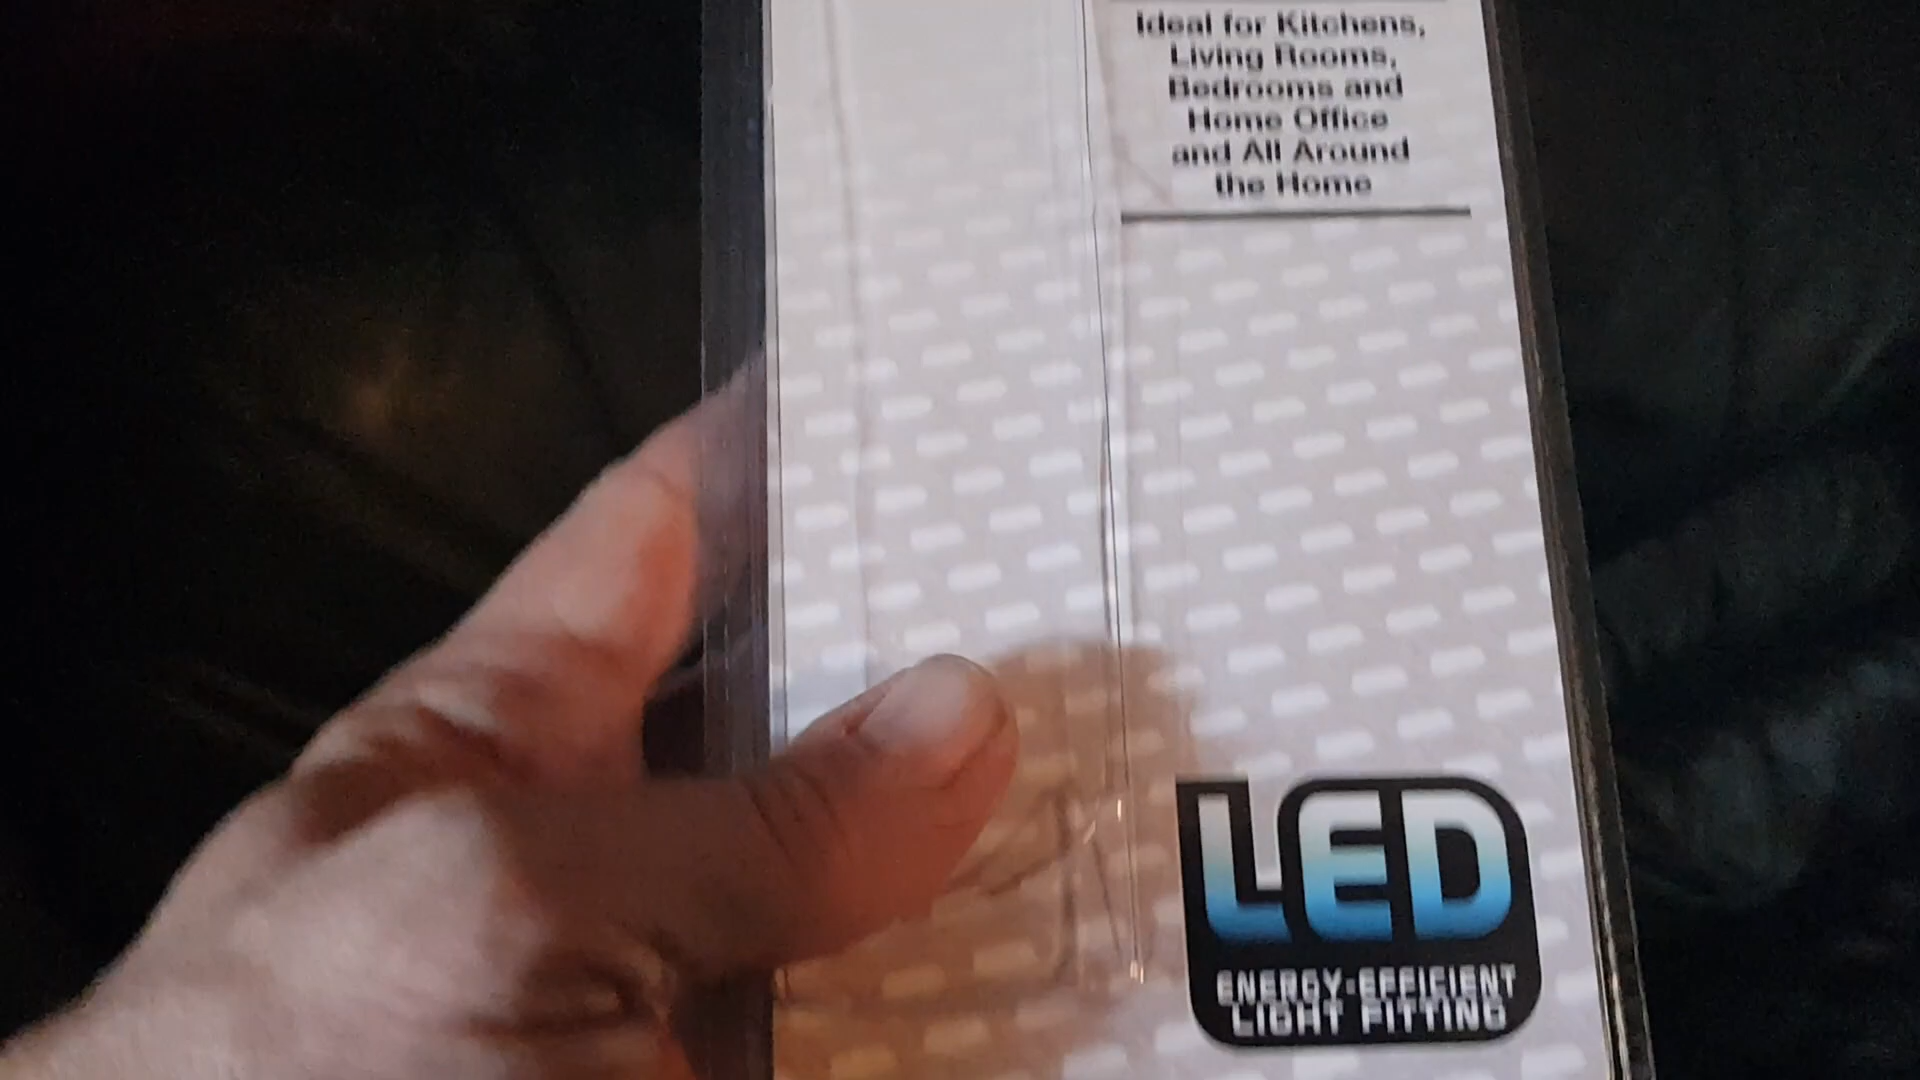 Ideal for Kitchens,
Living Rooms,
Bedrooms and
Home Office
and All Around
the Home
LED
ENERGY-EFFICIENT
LIGHT FITTING